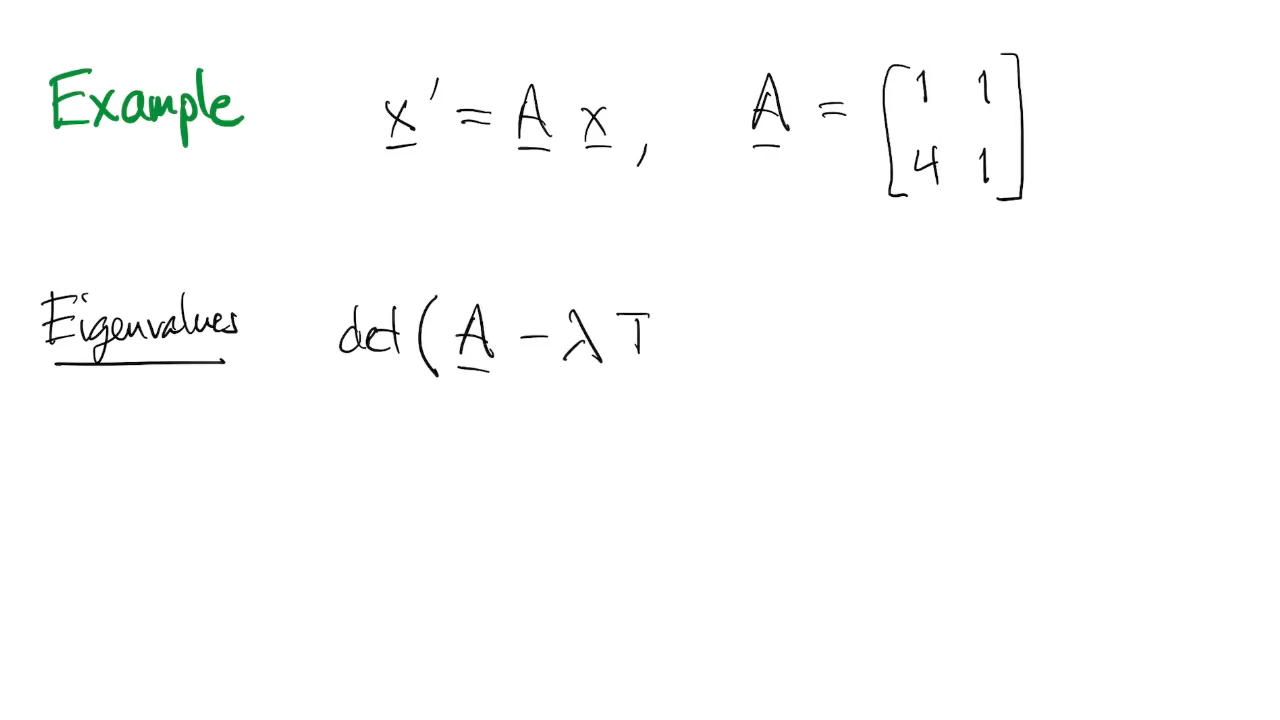 Example x' = A x, A = [1 1
4 1]
Eigenvalues det(A - λ T